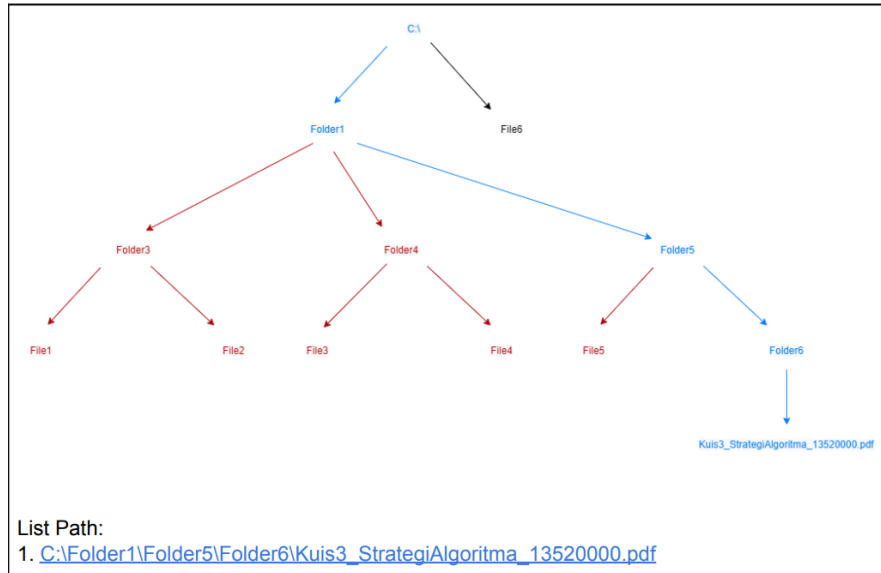 C:\
Folder1 File6
Folder3 Folder4 Folder5
File1 File2 File3 File4 File5 Folder6
Kuis3_StrategiAlgoritma_13520000.pdf
List Path:
1. C:\Folder1\Folder5\Folder6\Kuis3_StrategiAlgoritma_13520000.pdf